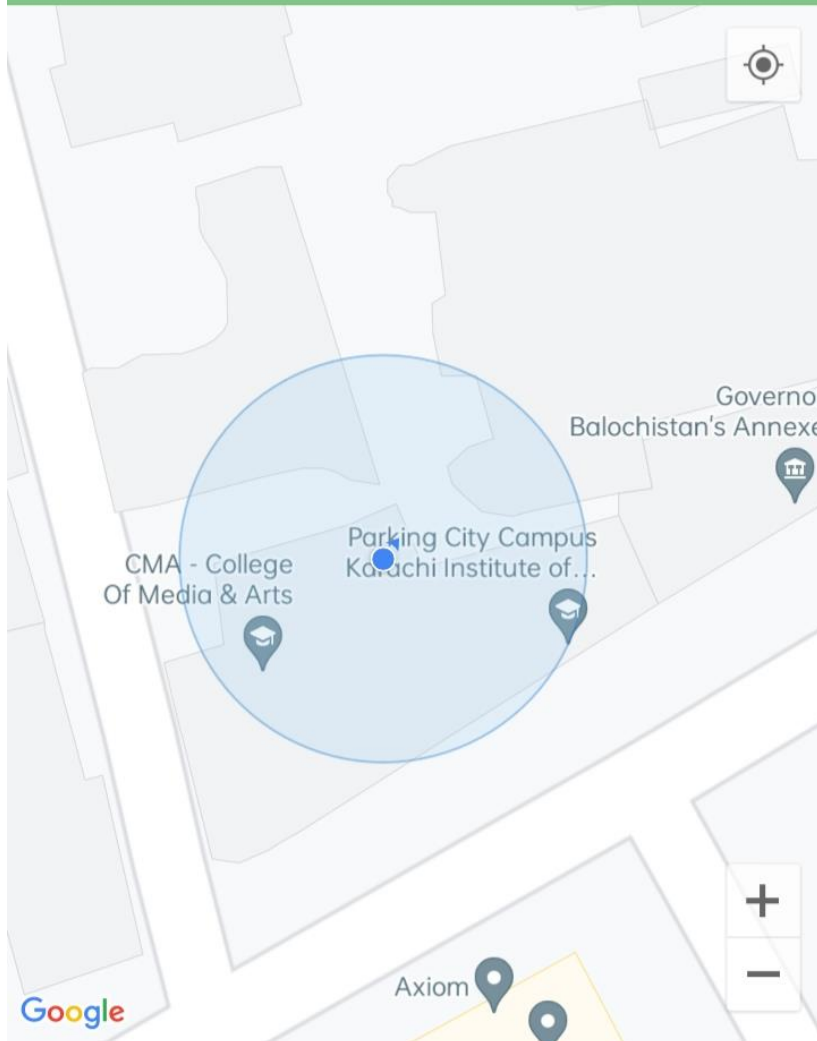 Governo
Balochistan's Annexe
Parking City Campus
Karachi Institute of...
CMA - College
Of Media & Arts
Axiom
Google